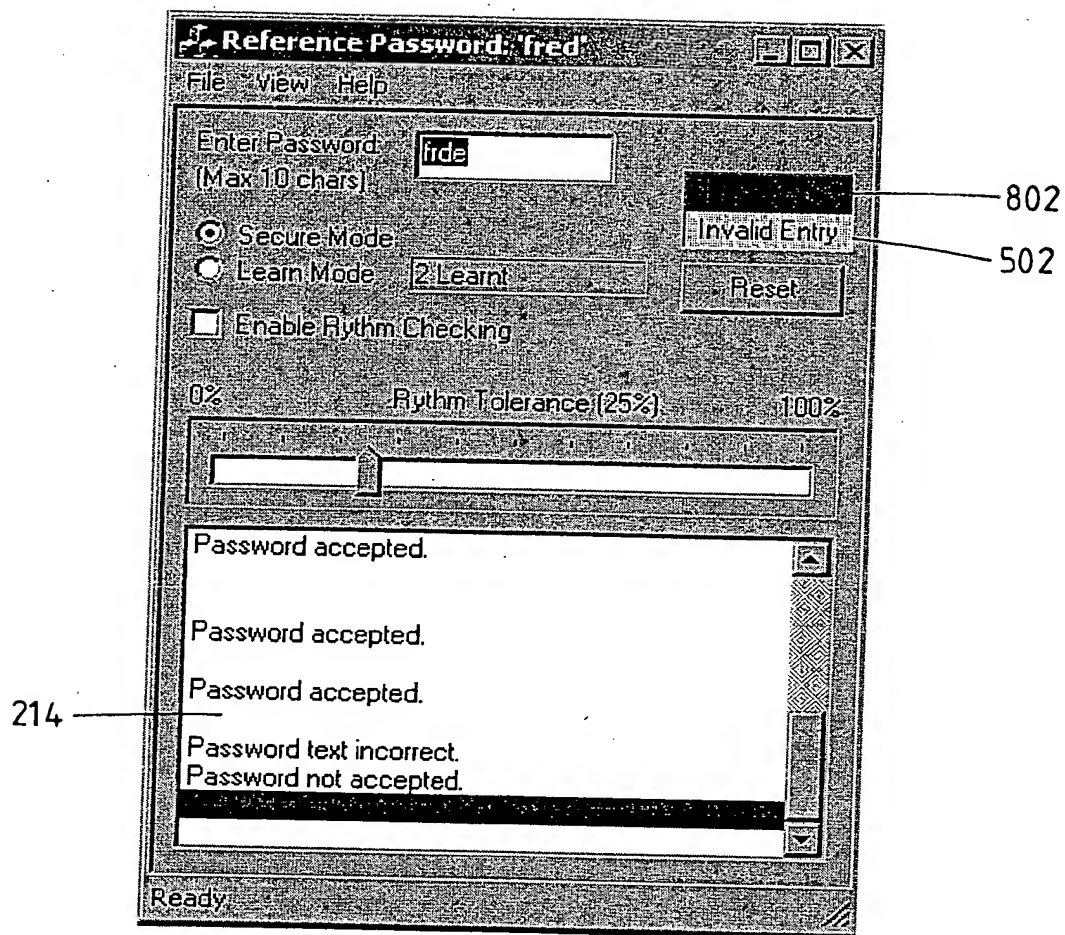 Reference Password: 'fred'
File View Help
Enter Password:
(Max 10 chars)
frde
802
Invalid Entry
502
Secure Mode
Learn Mode
2 Learnt
Reset
Enable Rythm Checking
0%
Rythm Tolerance (25%)
100%
Password accepted.
Password accepted.
Password accepted.
214
Password text incorrect.
Password not accepted.
Ready